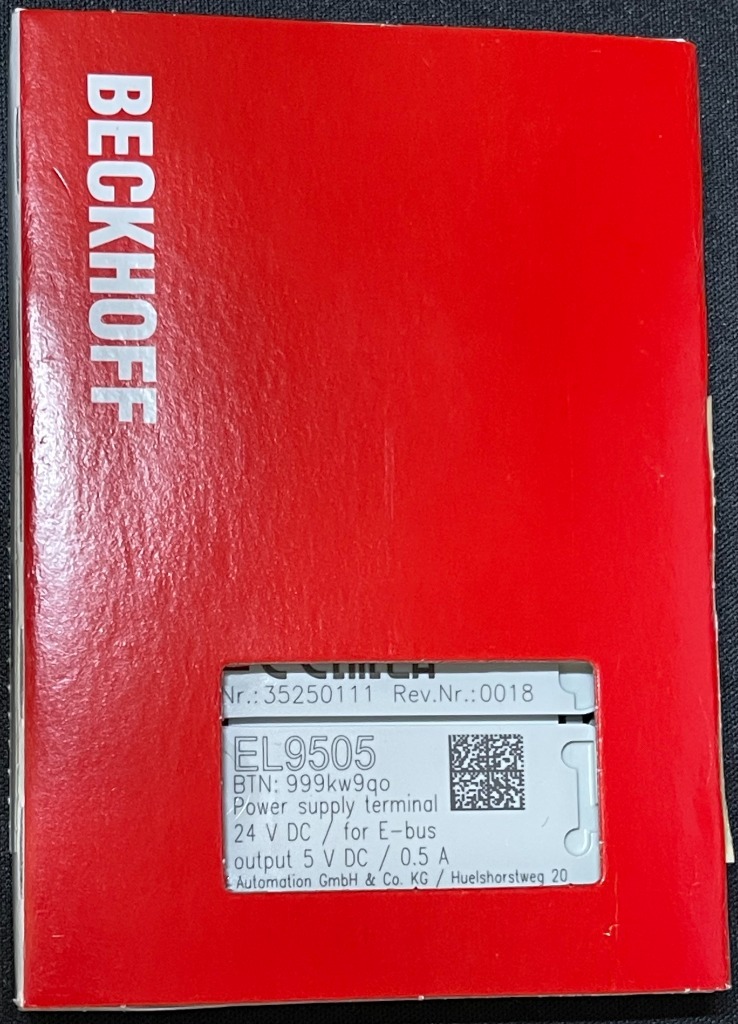 BECKHOFF
Nr.: 35250111 Rev.Nr.: 0018
EL9505
BTN: 999kw9qo
Power supply terminal
24 V DC / for E-bus
output 5 V DC / 0.5 A
Automation GmbH & Co. KG / Huelshorstweg 20